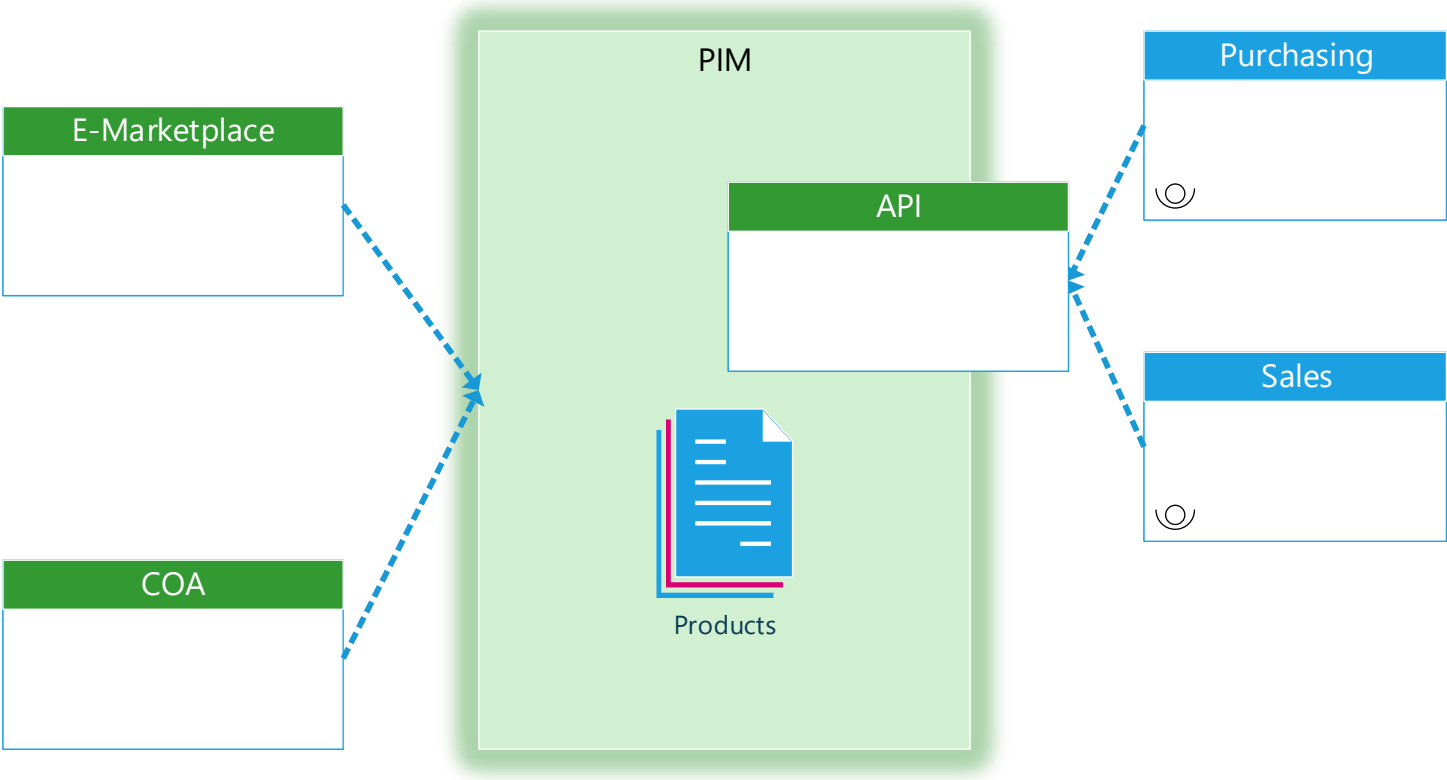 PIM
Purchasing
E-Marketplace
API
Sales
COA
Products